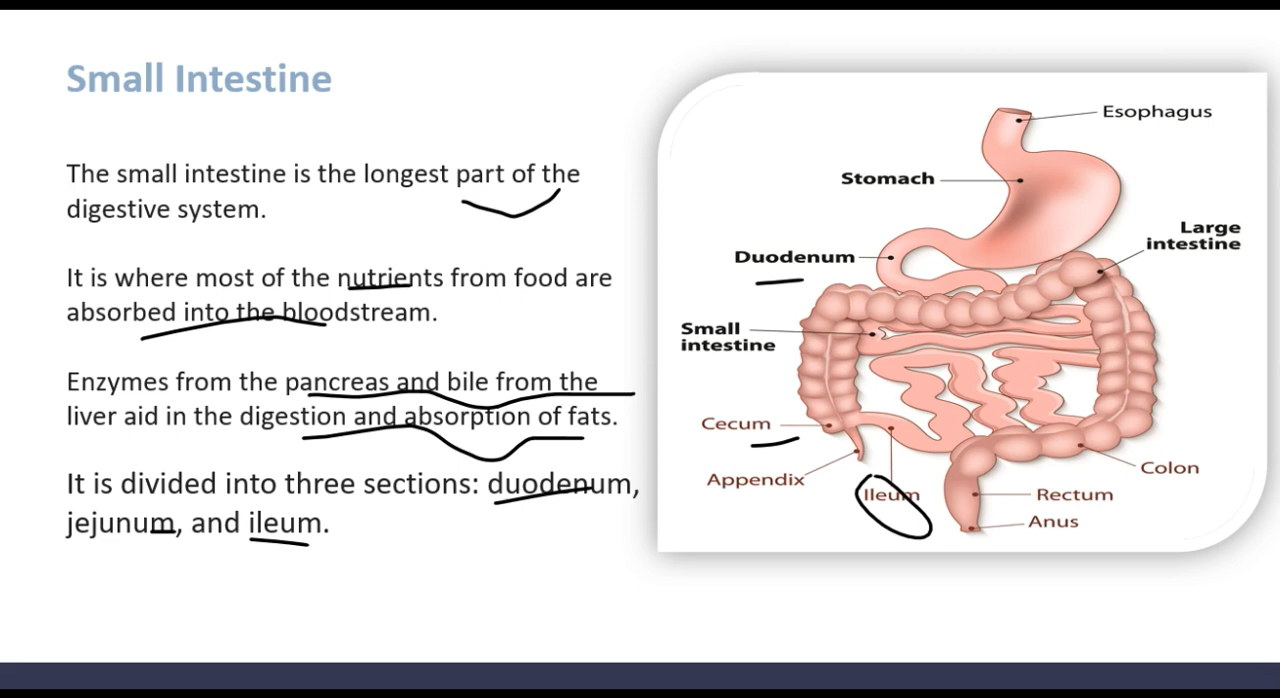 Small Intestine
The small intestine is the longest part of the
digestive system.
It is where most of the nutrients from food are
absorbed into the bloodstream.
Enzymes from the pancreas and bile from the
liver aid in the digestion and absorption of fats.
It is divided into three sections: duodenum,
jejunum, and ileum.
Esophagus
Stomach
Large
intestine
Duodenum
Small
intestine
Cecum
Appendix
Ileum
Colon
Rectum
Anus